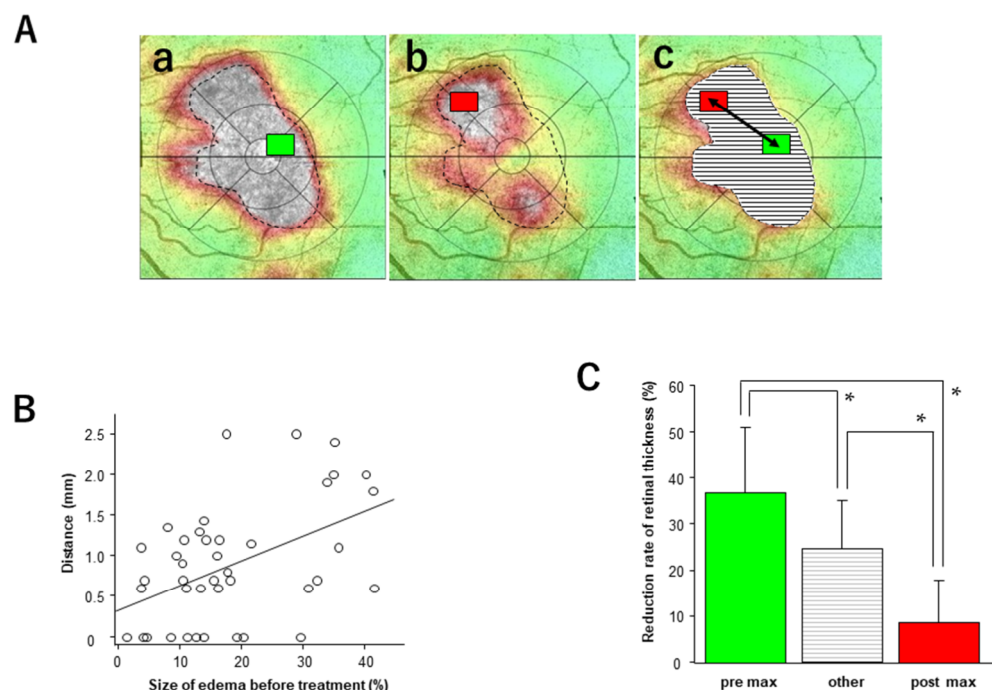 A
a
b
c
B
Distance (mm)
2.5
2.0
1.5
1.0
0.5
0
0 10 20 30 40
Size of edema before treatment (%)
C
Reduction rate of retinal thickness (%)
60
50
40
30
20
10
0
*
*
*
pre max other post max